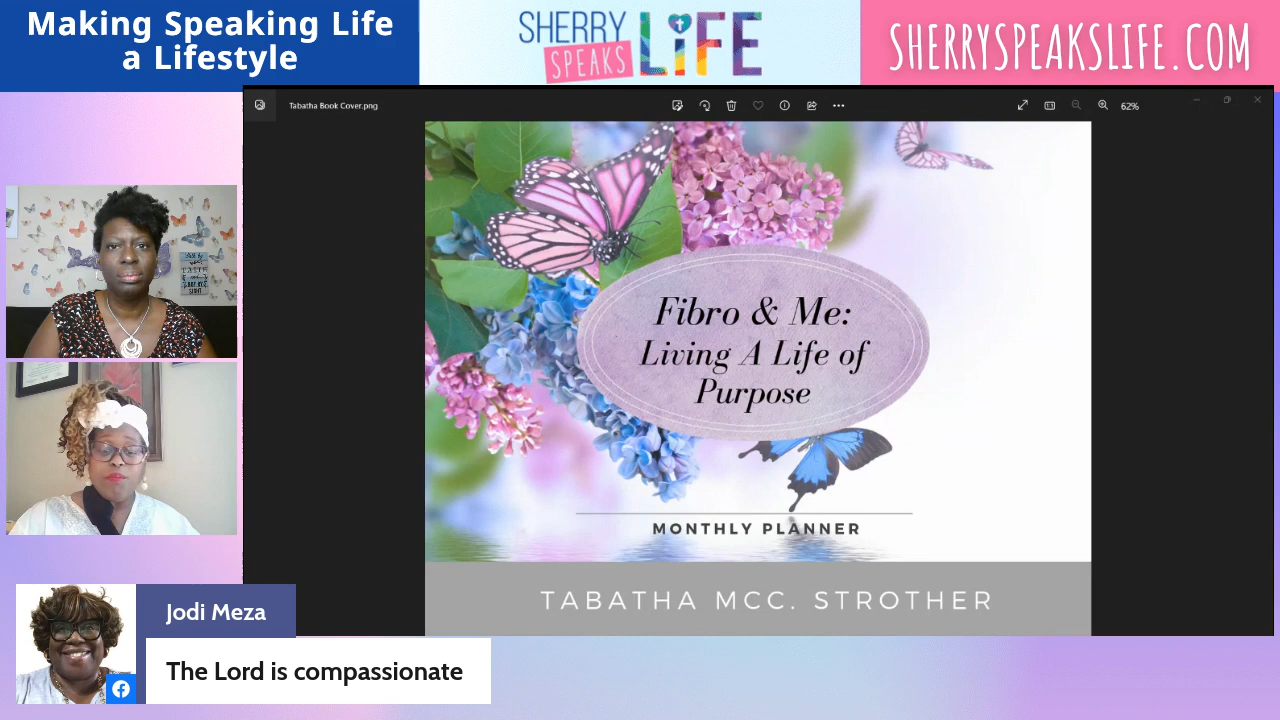 Making Speaking Life
a Lifestyle
SHERRY
SPEAKS
LiFE
SHERRYSPEAKSLIFE.COM
Tabatha Book Cover.png
62%
Fibro & Me:
Living A Life of
Purpose
MONTHLY PLANNER
TABATHA MCC. STROTHER
Jodi Meza
The Lord is compassionate